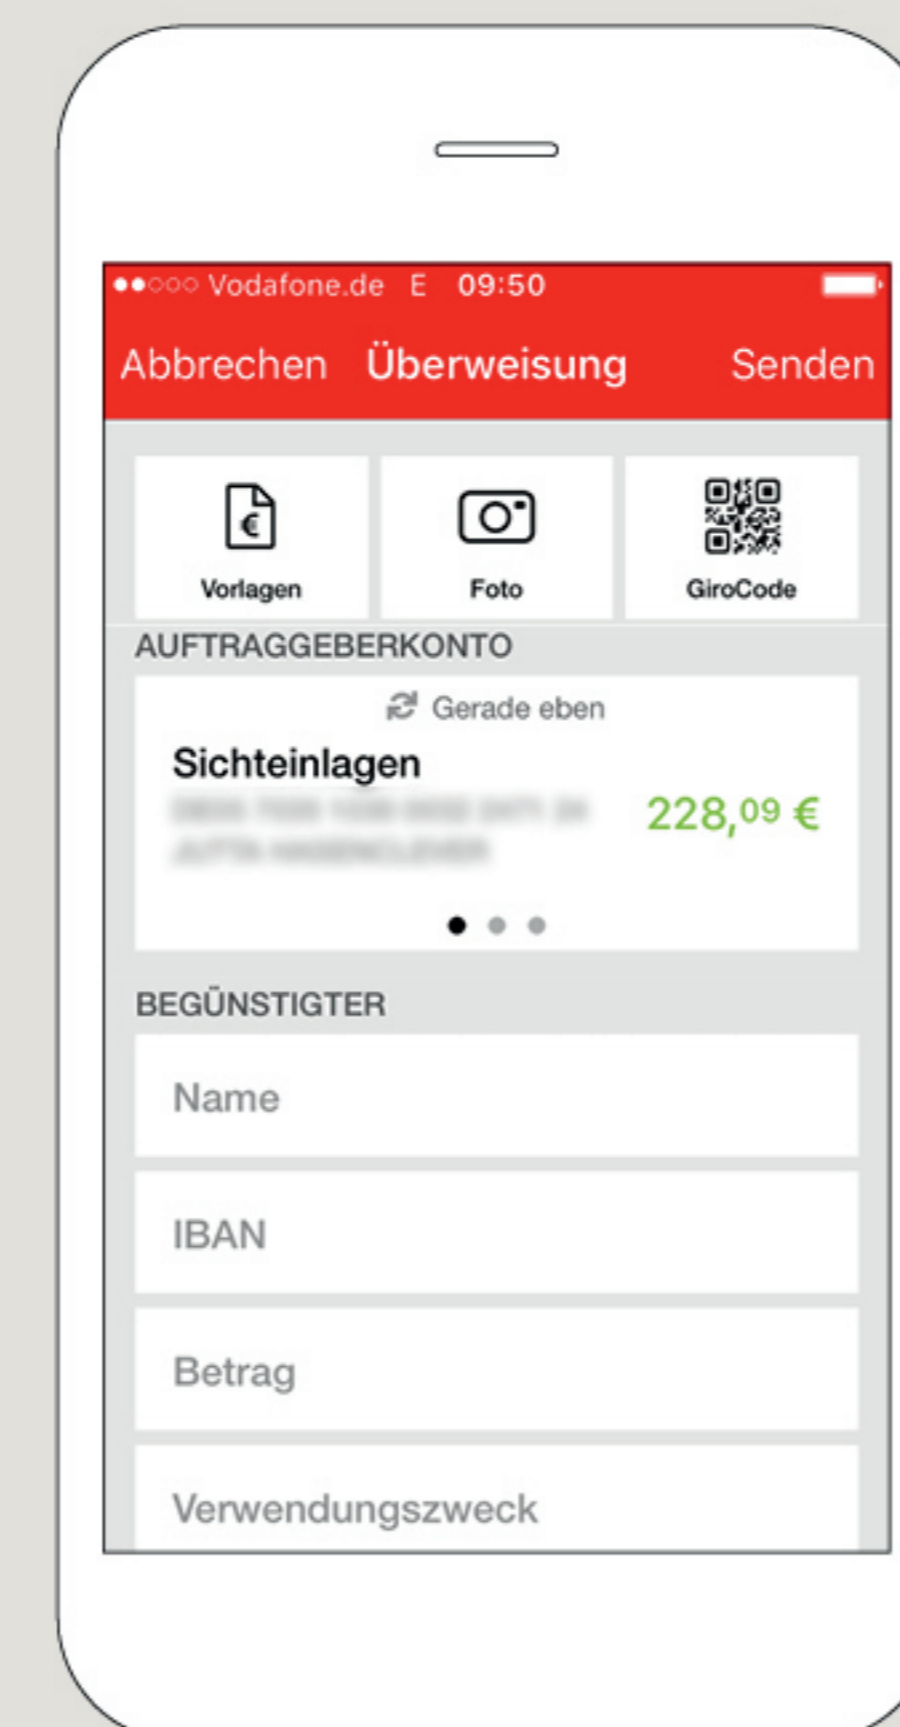 Vodafone.de E 09:50
Abbrechen Überweisung Senden
Vorlagen Foto GiroCode
AUFTRAGGEBERKONTO
Gerade eben
Sichteinlagen
228,09 €
BEGÜNSTIGTER
Name
IBAN
Betrag
Verwendungszweck